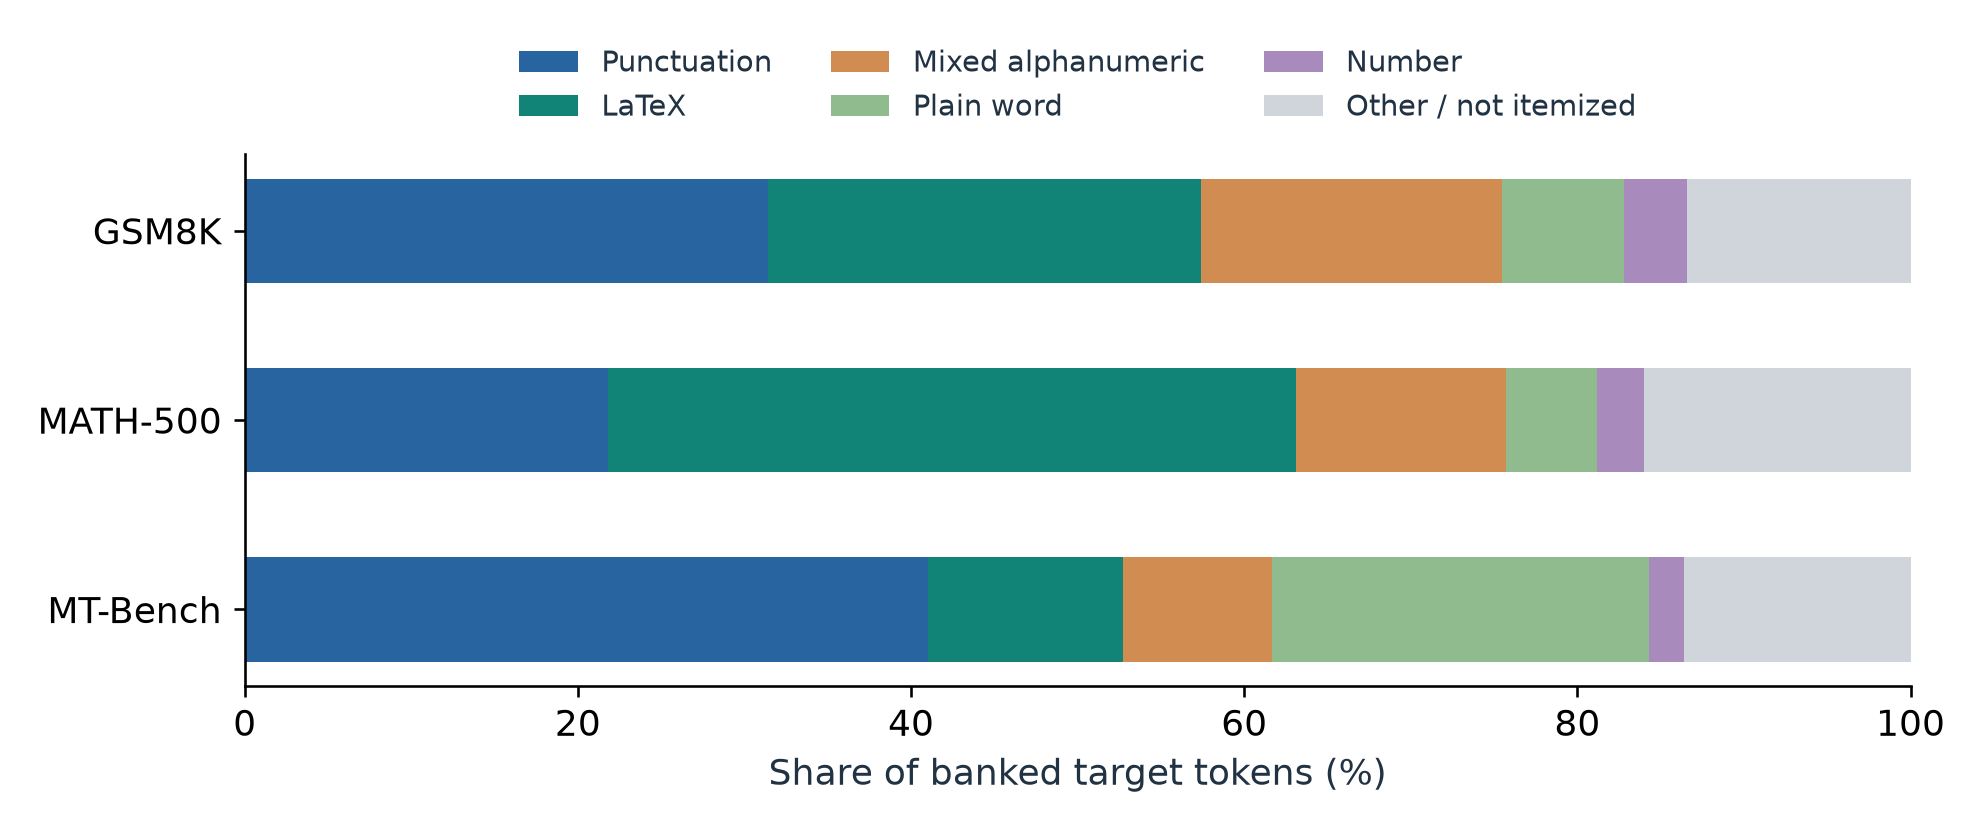 Punctuation
LaTeX
Mixed alphanumeric
Plain word
Number
Other / not itemized
GSM8K
MATH-500
MT-Bench
0 20 40 60 80 100
Share of banked target tokens (%)